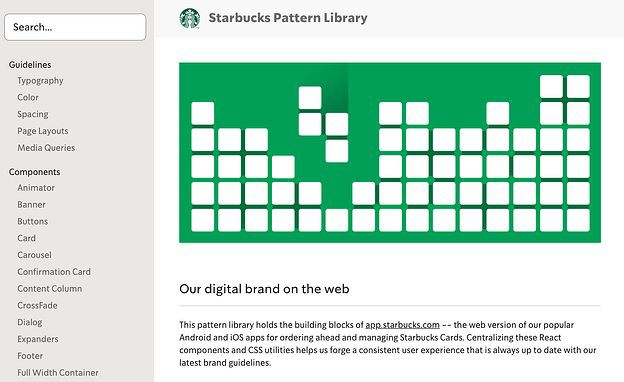 Search...
Guidelines
Typography
Color
Spacing
Page Layouts
Media Queries
Components
Animator
Banner
Buttons
Card
Carousel
Confirmation Card
Content Column
CrossFade
Dialog
Expanders
Footer
Full Width Container
Starbucks Pattern Library
Our digital brand on the web
This pattern library holds the building blocks of app.starbucks.com -- the web version of our popular
Android and iOS apps for ordering ahead and managing Starbucks Cards. Centralizing these React
components and CSS utilities helps us forge a consistent user experience that is always up to date with our
latest brand guidelines.